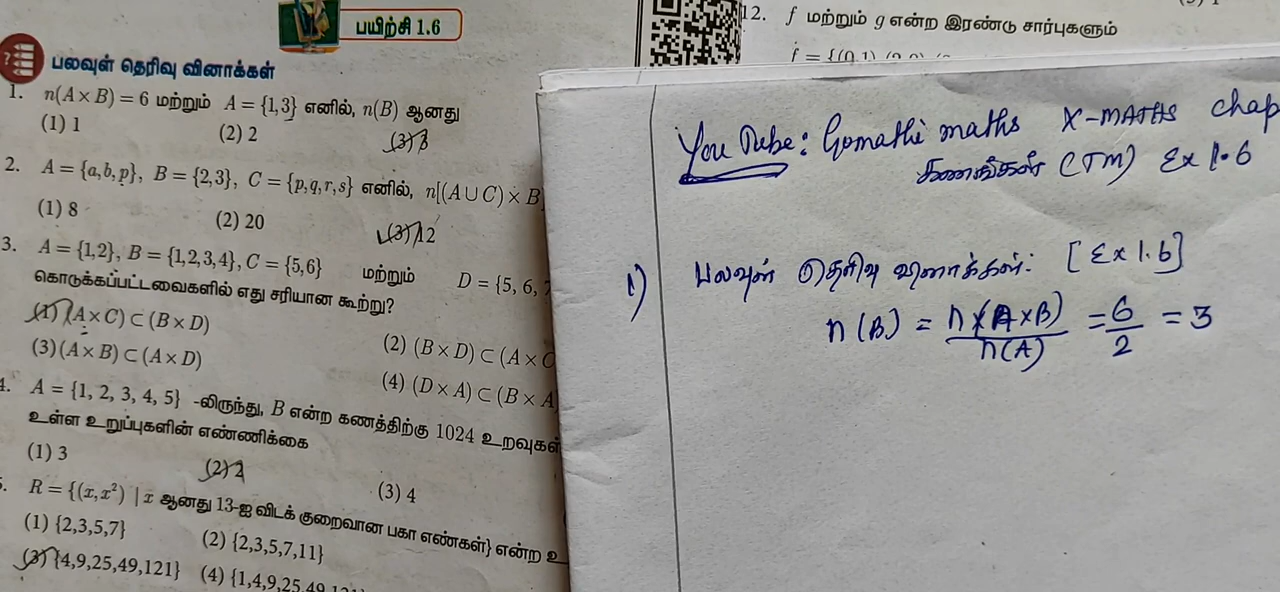 பயிற்சி 1.6
பலவுள் தெரிவு வினாக்கள்
1. n(A×B) = 6 மற்றும் A = {1,3} எனில், n(B) ஆனது
(1) 1 (2) 2 (3) 3
2. A = {a,b,p}, B = {2,3}, C = {p,q,r,s} எனில், n[(A∪C)×B]
(1) 8 (2) 20 (3) 12
3. A = {1,2}, B = {1,2,3,4}, C = {5,6} மற்றும் D = {5, 6, 7
கொடுக்கப்பட்டவைகளில் எது சரியான கூற்று?
(1) (A×C) ⊂ (B×D)
(2) (B×D) ⊂ (A×C
(3) (A×B) ⊂ (A×D)
(4) (D×A) ⊂ (B×A
4. A = {1, 2, 3, 4, 5} -லிருந்து, B என்ற கணத்திற்கு 1024 உறவுகள்
உள்ள உறுப்புகளின் எண்ணிக்கை
(1) 3 (2) 2 (3) 4
5. R = {(x,x²) | x ஆனது 13-ஐ விடக் குறைவான பகா எண்கள்} என்ற உ
(1) {2,3,5,7} (2) {2,3,5,7,11}
(3) {4,9,25,49,121} (4) {1,4,9,25,49,121}
12. f மற்றும் g என்ற இரண்டு சார்புகளும்
f = {(0,1)
You Tube: Gomathi maths X-MATHS chap
கணங்கள் (TM) Ex 1.6
பலவுள் தெரிவு வினாக்கள்: [Ex 1.6]
1) n(B) = n(A×B)/n(A) = 6/2 = 3